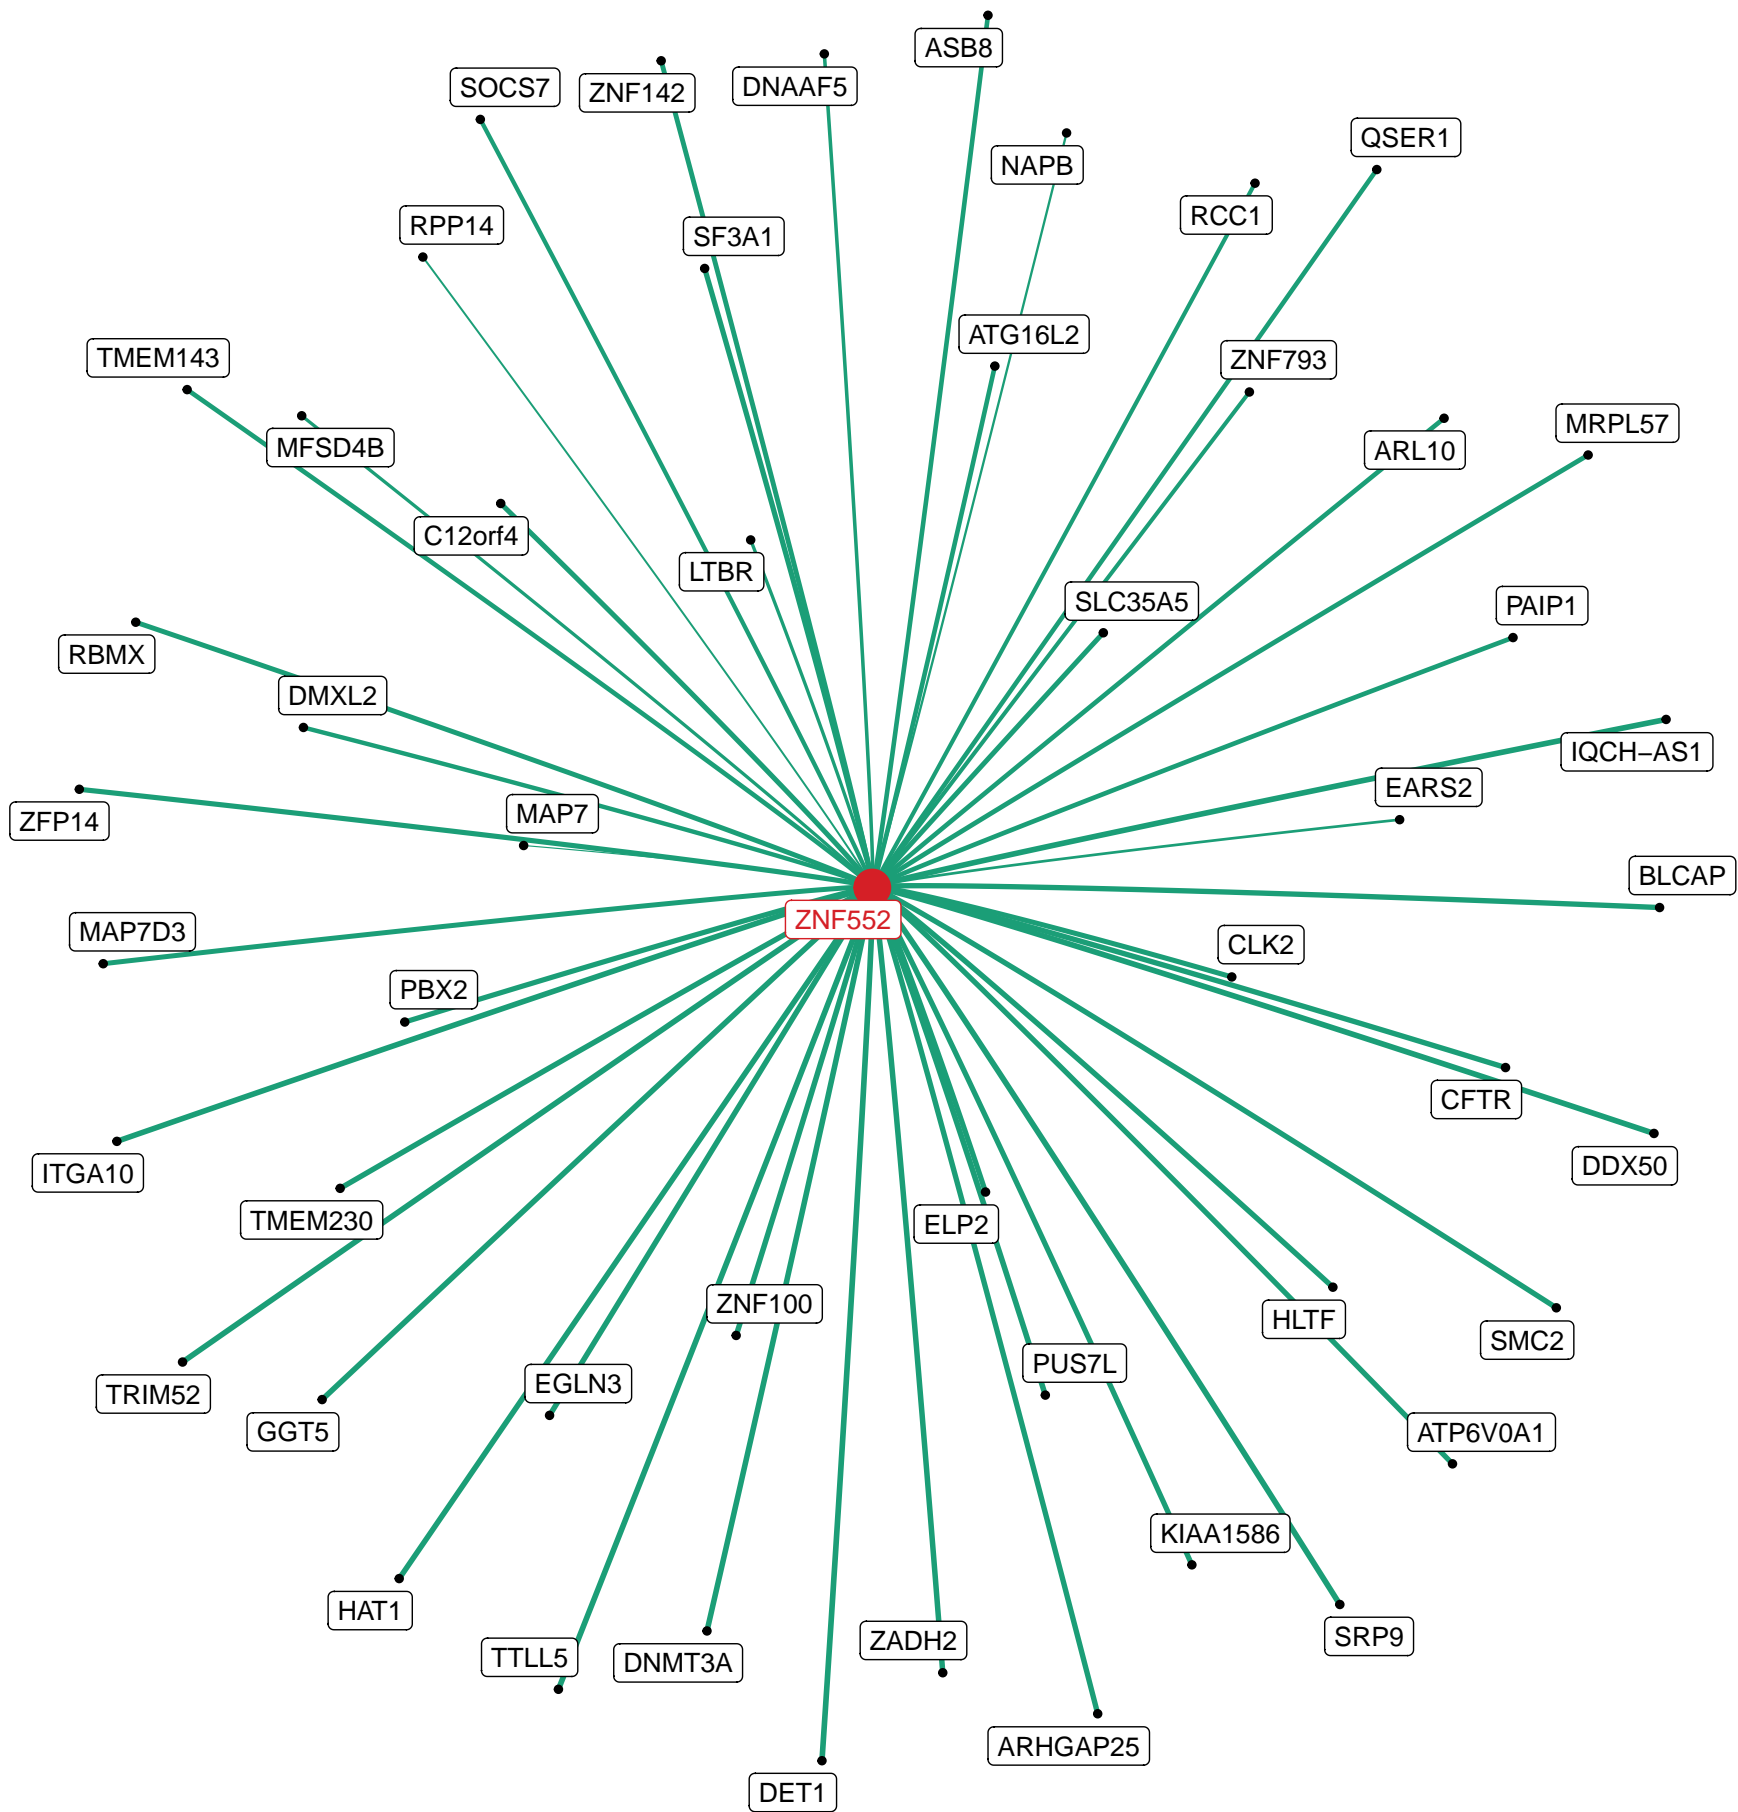 ASB8
SOCS7
ZNF142
DNAAF5
QSER1
NAPB
RCC1
RPP14
SF3A1
ATG16L2
TMEM143
ZNF793
MRPL57
MFSD4B
ARL10
C12orf4
LTBR
SLC35A5
PAIP1
RBMX
DMXL2
IQCH−AS1
EARS2
MAP7
ZFP14
BLCAP
ZNF552
MAP7D3
CLK2
PBX2
CFTR
DDX50
ITGA10
TMEM230
ELP2
ZNF100
HLTF
SMC2
PUS7L
EGLN3
TRIM52
GGT5
ATP6V0A1
KIAA1586
HAT1
SRP9
ZADH2
TTLL5
DNMT3A
ARHGAP25
DET1